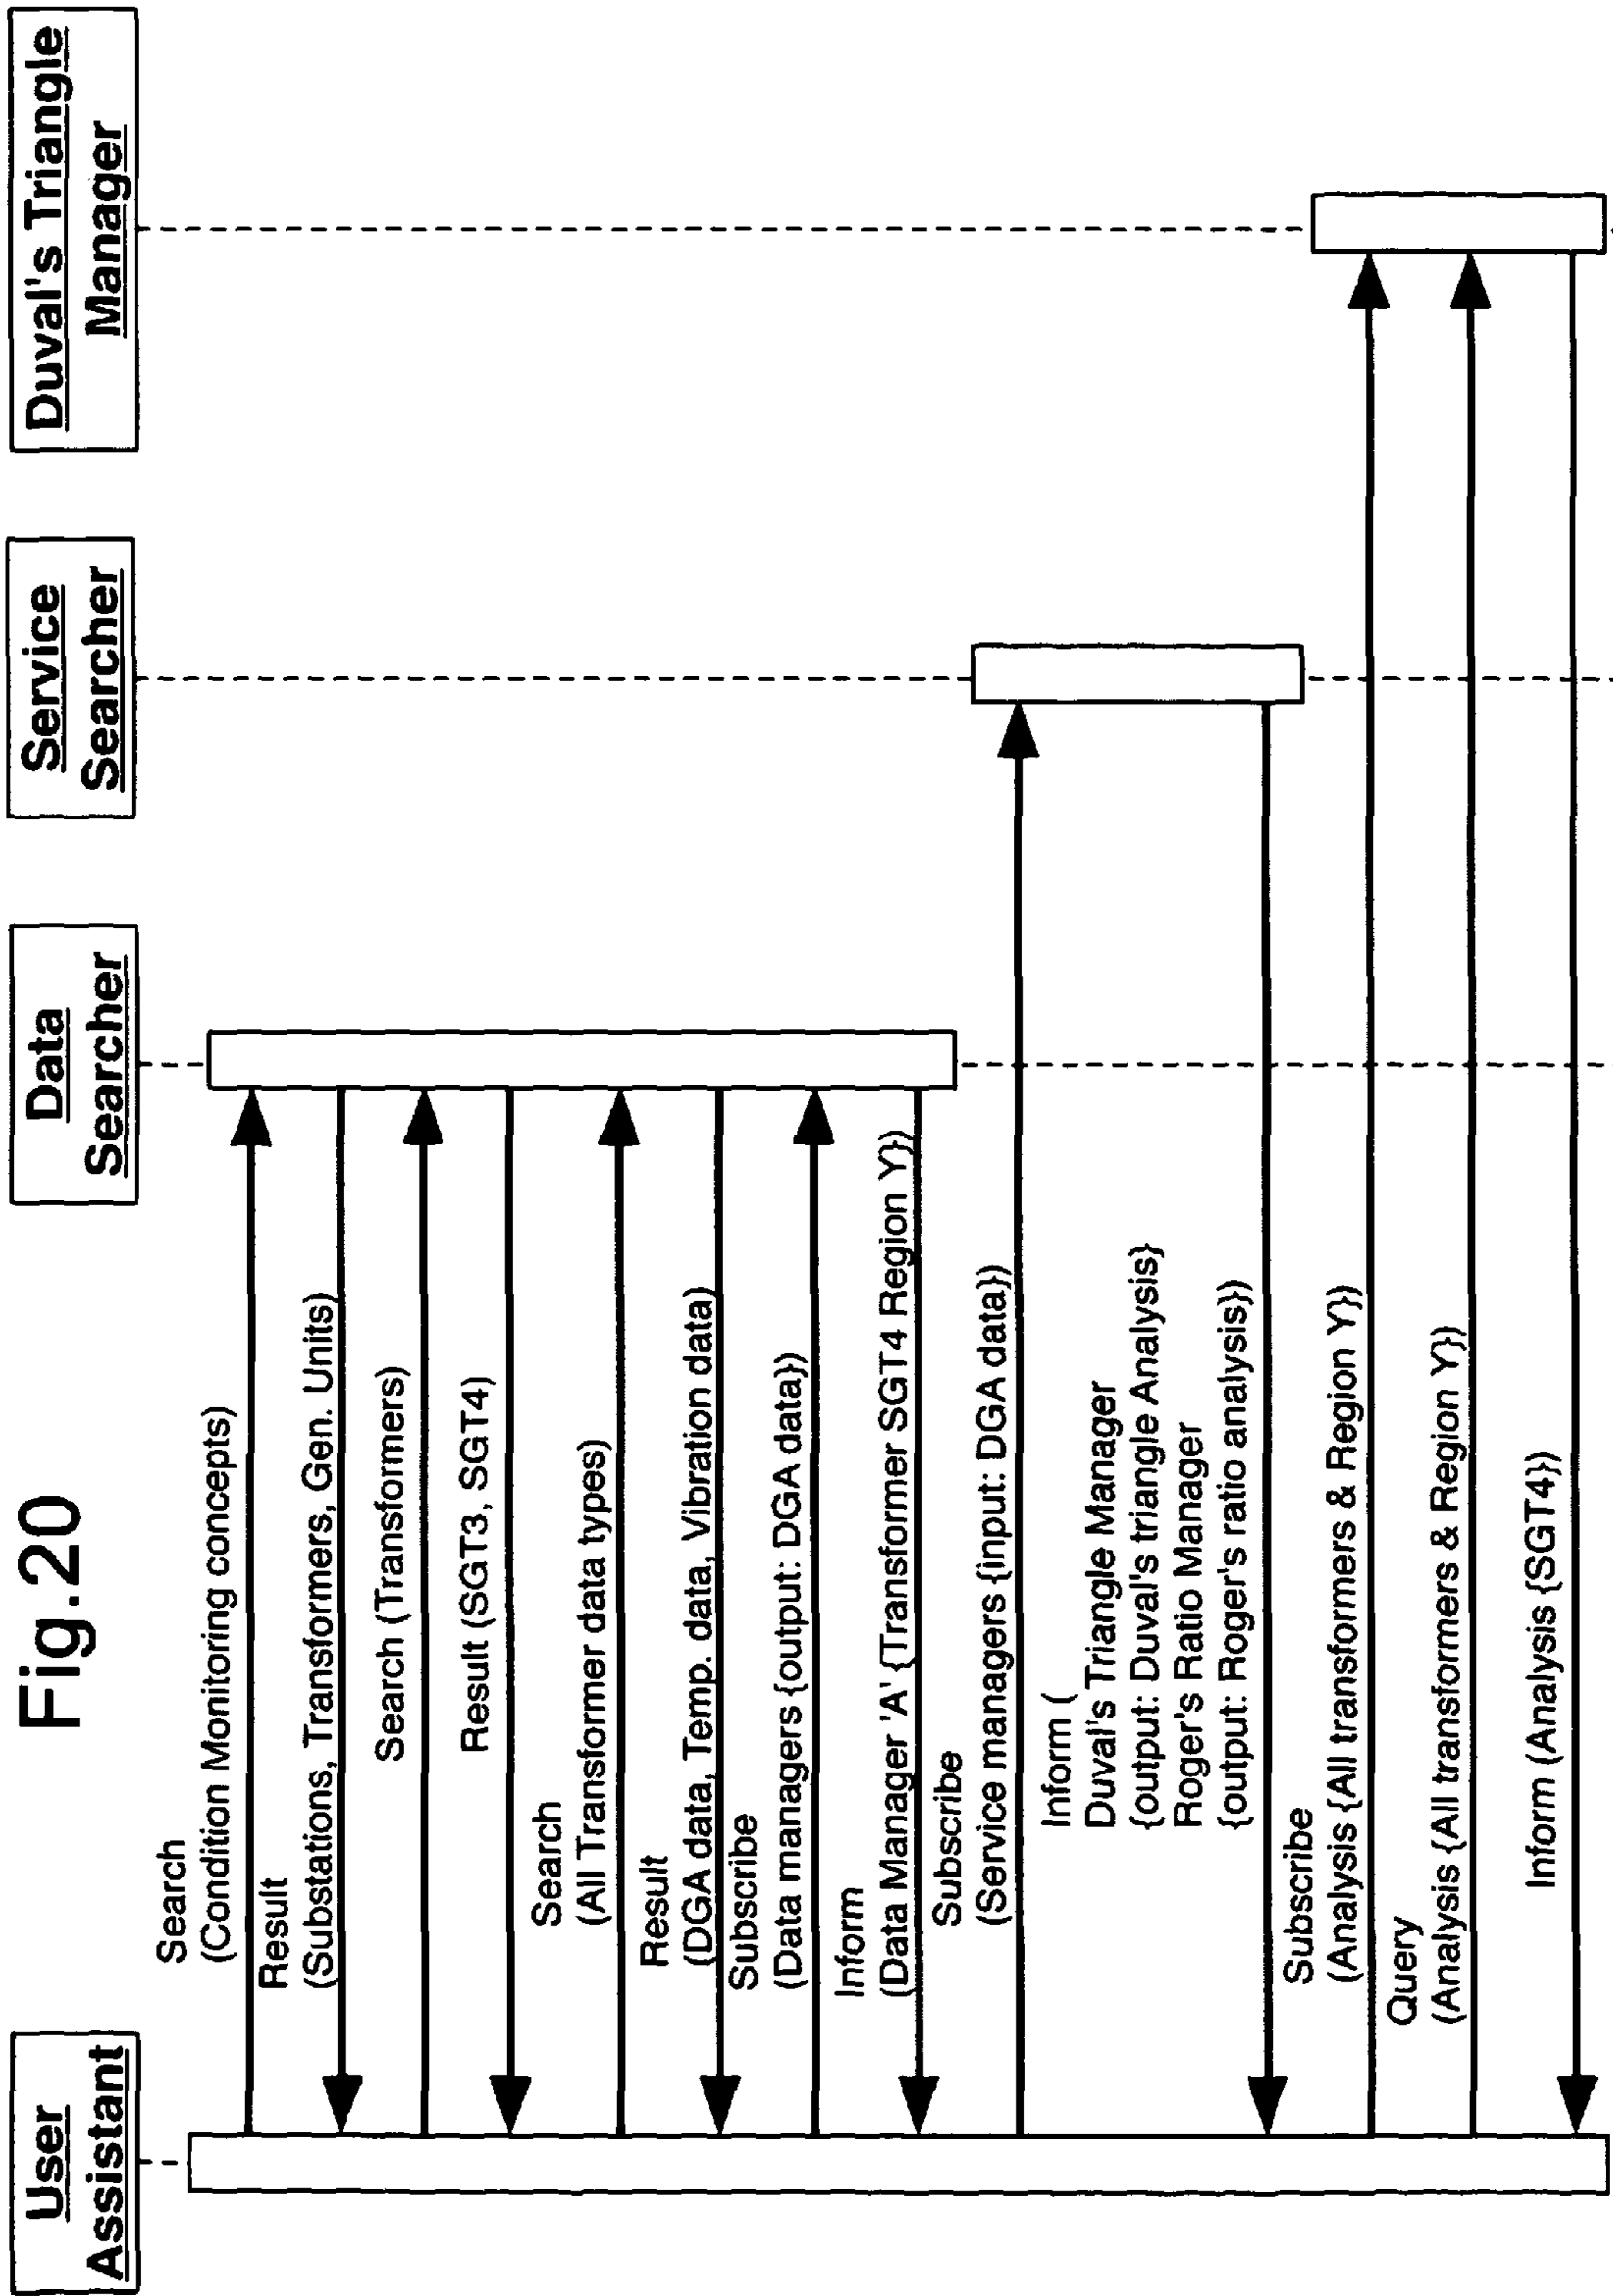 Fig.20
User
Assistant
Data
Searcher
Service
Searcher
Duval's Triangle
Manager
Search
(Condition Monitoring concepts)
Result
(Substations, Transformers, Gen. Units)
Search (Transformers)
Result (SGT3, SGT4)
Search
(All Transformer data types)
Result
(DGA data, Temp. data, Vibration data)
Subscribe
(Data managers {output: DGA data})
Inform
(Data Manager 'A' {Transformer SGT4 Region Y})
Subscribe
(Service managers {input: DGA data})
Inform (
Duval's Triangle Manager
{output: Duval's triangle Analysis}
Roger's Ratio Manager
{output: Roger's ratio analysis})
Subscribe
(Analysis {All transformers & Region Y})
Query
(Analysis {All transformers & Region Y})
Inform (Analysis {SGT4})